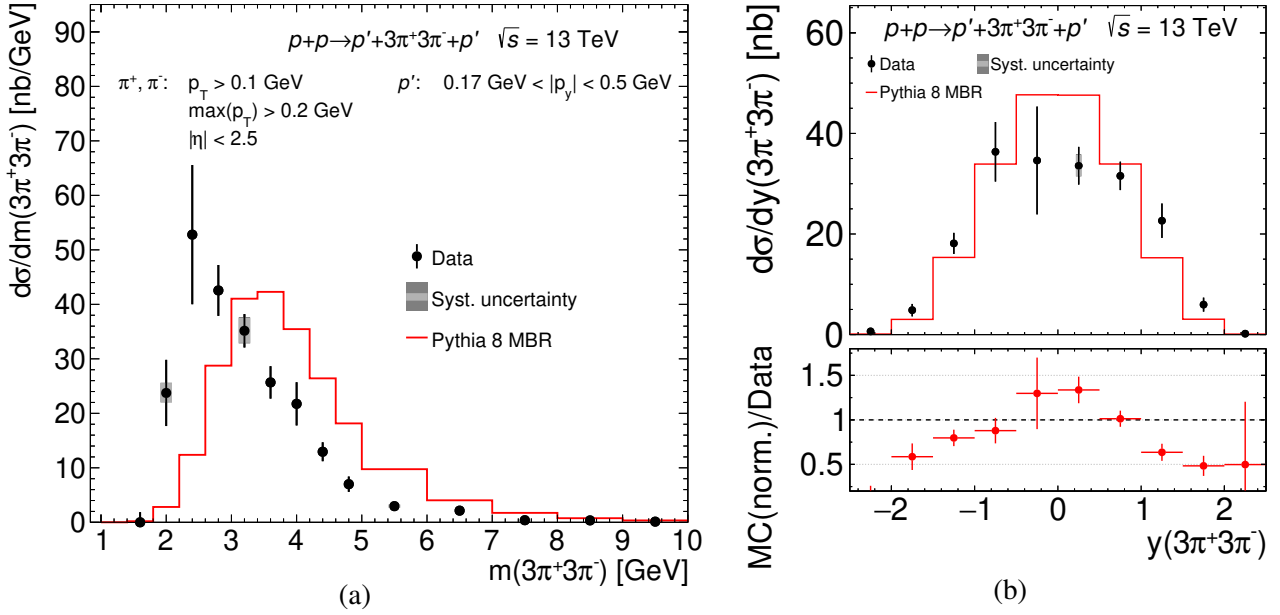 dσ/dm(3π⁺3π⁻) [nb/GeV]
90
80
70
60
50
40
30
20
10
0
p+p→p′+3π⁺3π⁻+p′ √s = 13 TeV
π⁺, π⁻: p_T > 0.1 GeV
max(p_T) > 0.2 GeV
|η| < 2.5
p′: 0.17 GeV < |p_y| < 0.5 GeV
Data
Syst. uncertainty
Pythia 8 MBR
1 2 3 4 5 6 7 8 9 10
m(3π⁺3π⁻) [GeV]
(a)
dσ/dy(3π⁺3π⁻) [nb]
60
40
20
0
p+p→p′+3π⁺3π⁻+p′ √s = 13 TeV
Data
Syst. uncertainty
Pythia 8 MBR
MC(norm.)/Data
1.5
1
0.5
−2 −1 0 1 2
y(3π⁺3π⁻)
(b)